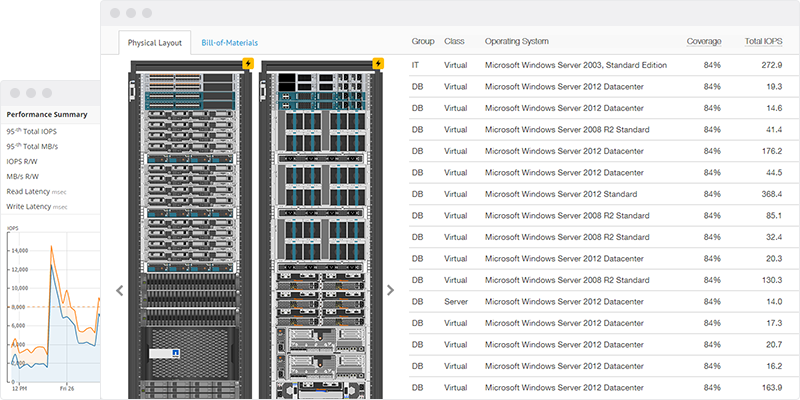 Physical Layout
Bill-of-Materials
Group Class Operating System Coverage Total IOPS
IT Virtual Microsoft Windows Server 2003, Standard Edition 84% 272.9
DB Virtual Microsoft Windows Server 2012 Datacenter 84% 19.3
DB Virtual Microsoft Windows Server 2012 Datacenter 84% 14.6
DB Virtual Microsoft Windows Server 2008 R2 Standard 84% 41.4
DB Virtual Microsoft Windows Server 2012 Datacenter 84% 176.2
DB Virtual Microsoft Windows Server 2012 Datacenter 84% 44.5
DB Virtual Microsoft Windows Server 2012 Standard 84% 368.4
DB Virtual Microsoft Windows Server 2008 R2 Standard 84% 85.1
DB Virtual Microsoft Windows Server 2008 R2 Standard 84% 32.4
DB Virtual Microsoft Windows Server 2012 Datacenter 84% 20.3
DB Virtual Microsoft Windows Server 2008 R2 Standard 84% 130.3
DB Server Microsoft Windows Server 2012 Datacenter 84% 14.0
DB Virtual Microsoft Windows Server 2012 Datacenter 84% 17.3
DB Virtual Microsoft Windows Server 2012 Datacenter 84% 20.7
DB Virtual Microsoft Windows Server 2012 Datacenter 84% 16.2
DB Virtual Microsoft Windows Server 2012 Datacenter 84% 163.9
Performance Summary
95th Total IOPS
95th Total MB/s
IOPS R/W
MB/s R/W
Read Latency msec
Write Latency msec
IOPS
14,000
12,000
10,000
8,000
6,000
4,000
2,000
0
12 PM Fri 26